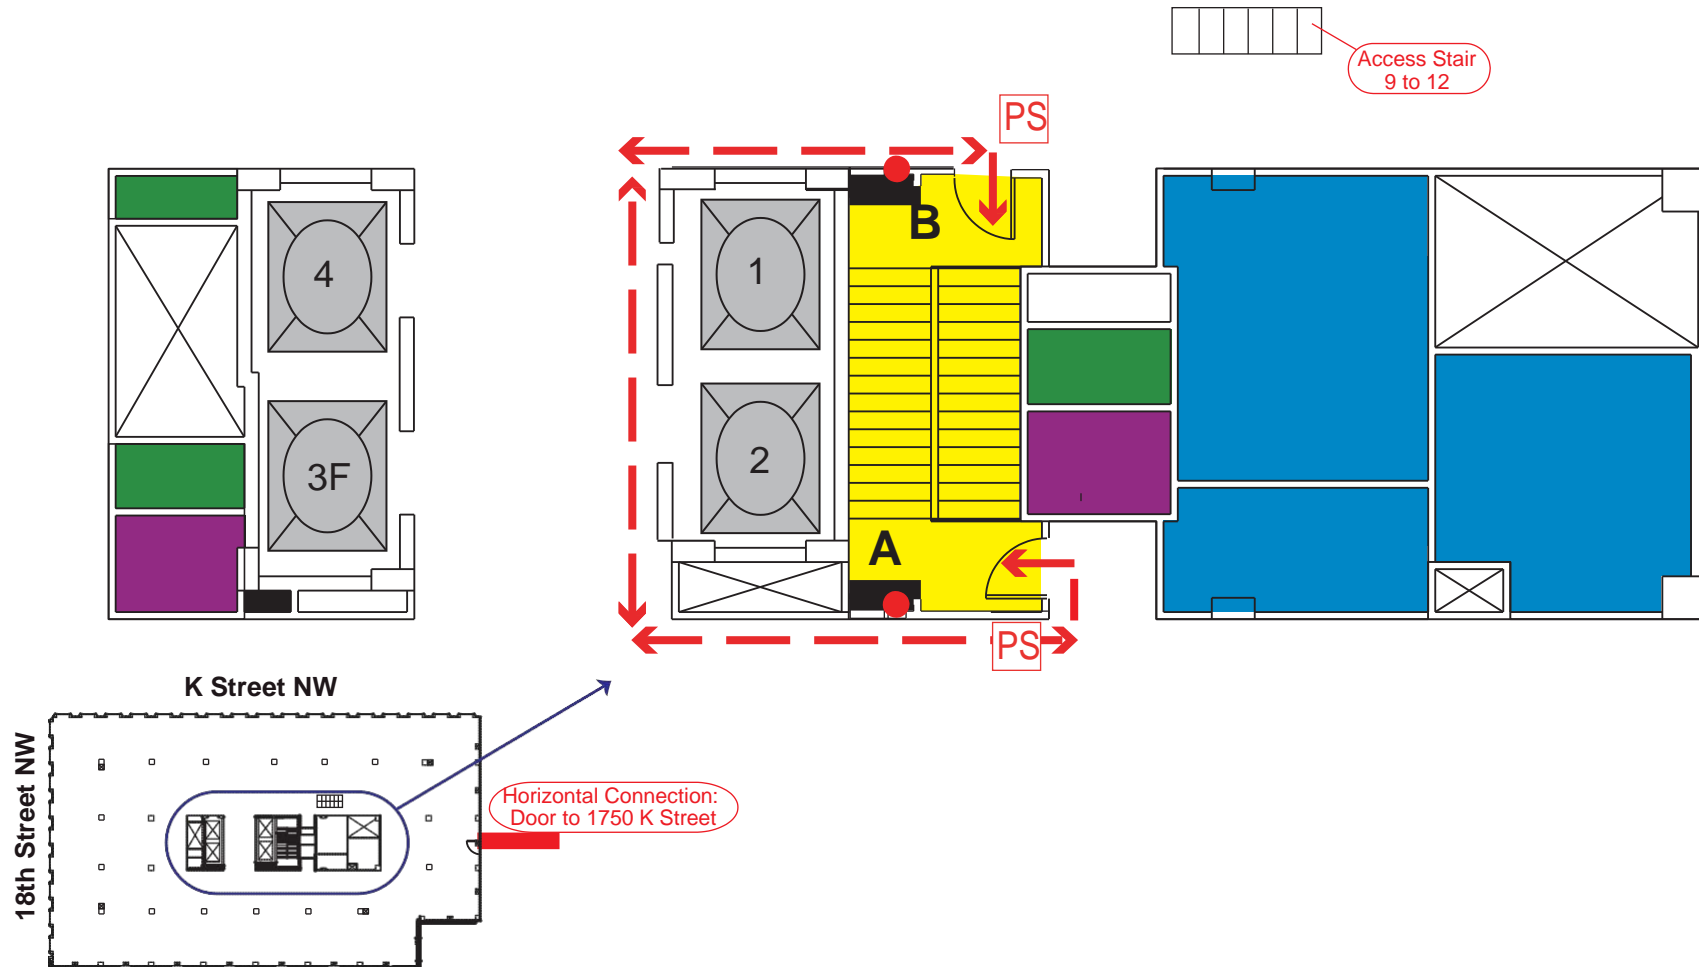 Access Stair
9 to 12
PS
B
4
1
3F
2
A
PS
K Street NW
18th Street NW
Horizontal Connection:
Door to 1750 K Street